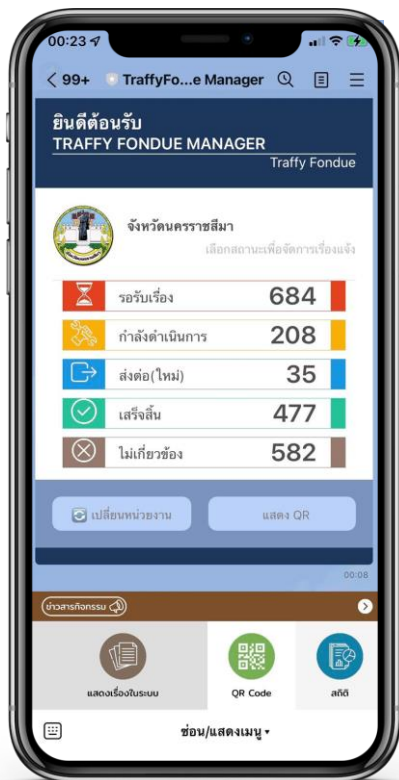 00:23
99+ TraffyFo...e Manager
ยินดีต้อนรับ
TRAFFY FONDUE MANAGER
Traffy Fondue
จังหวัดนครราชสีมา
เลือกสถานะเพื่อจัดการเรื่องแจ้ง
รอรับเรื่อง 684
กำลังดำเนินการ 208
ส่งต่อ(ใหม่) 35
เสร็จสิ้น 477
ไม่เกี่ยวข้อง 582
เปลี่ยนหน่วยงาน แสดง QR
00:08
ข่าวสารกิจกรรม
แสดงเรื่องในระบบ QR Code สถิติ
ซ่อน/แสดงเมนู